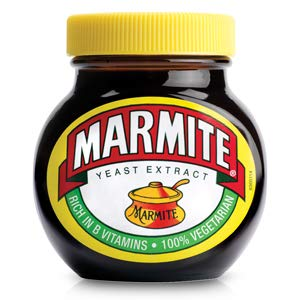 MARMITE®
YEAST EXTRACT
MARMITE
RICH IN B VITAMINS • 100% VEGETARIAN